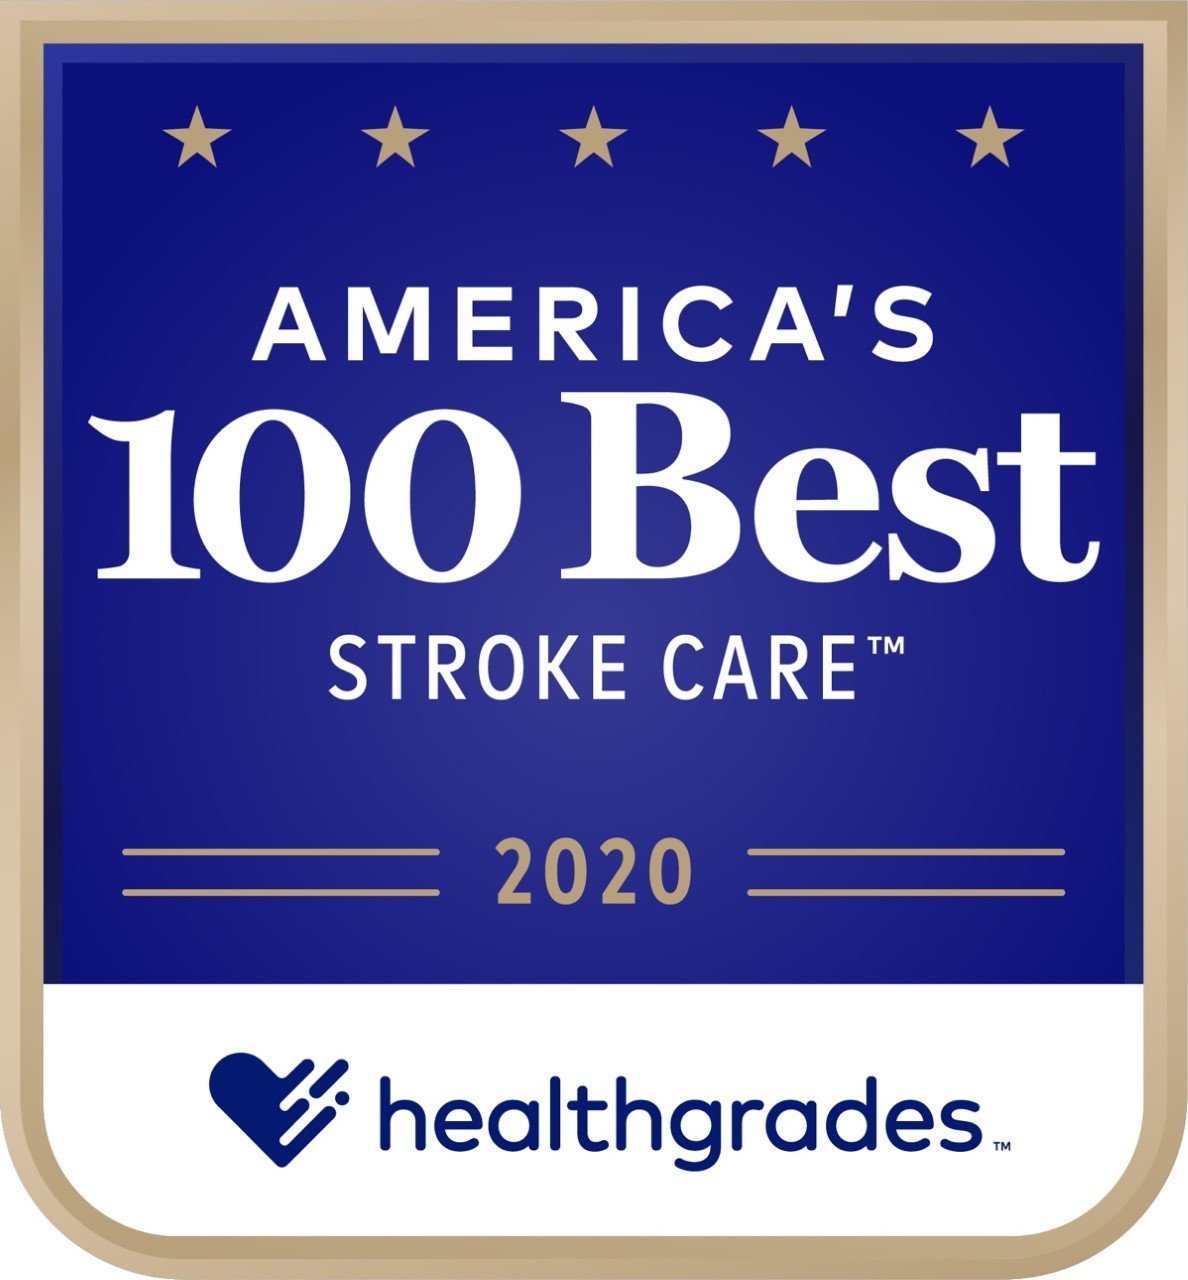 AMERICA'S
100 Best
STROKE CARE™
2020
healthgrades™